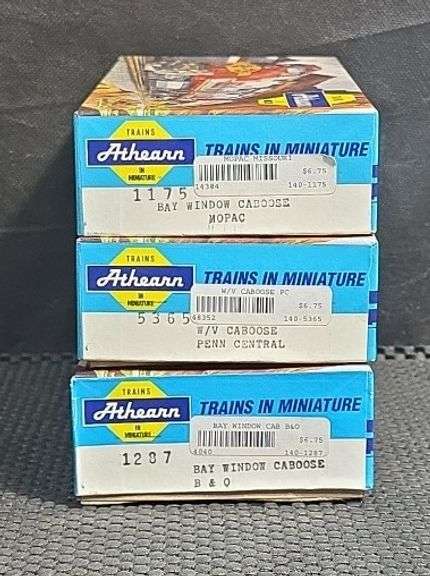 TRAINS
Athearn
IN
MINIATURE
TRAINS IN MINIATURE
MOPAC MISSOURI
$6.75
14384
140-1175
1175
BAY WINDOW CABOOSE
MOPAC
TRAINS
Athearn
IN
MINIATURE
TRAINS IN MINIATURE
W/V CABOOSE PC
$6.75
48352
140-5365
5365
W/V CABOOSE
PENN CENTRAL
TRAINS
Athearn
IN
MINIATURE
TRAINS IN MINIATURE
BAY WINDOW CAB B&O
$6.75
4040
140-1287
1287
BAY WINDOW CABOOSE
B & O